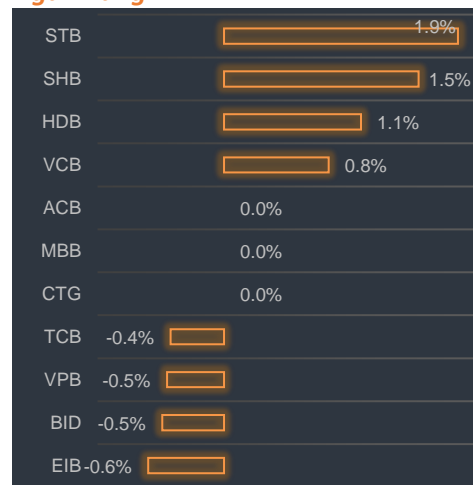 STB 1.9%
SHB 1.5%
HDB 1.1%
VCB 0.8%
ACB 0.0%
MBB 0.0%
CTG 0.0%
TCB -0.4%
VPB -0.5%
BID -0.5%
EIB -0.6%